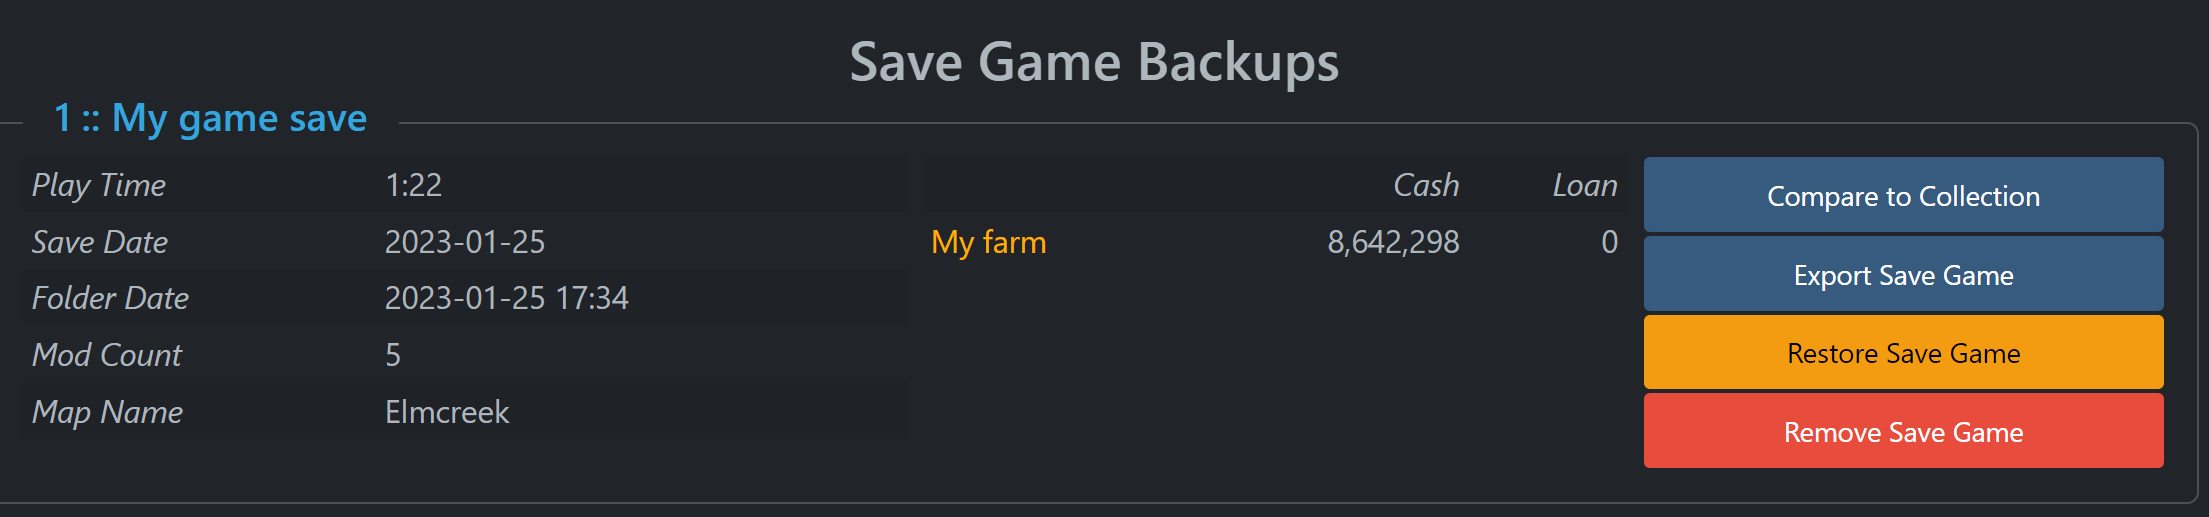 Save Game Backups
1 :: My game save
Play Time 1:22
Save Date 2023-01-25
Folder Date 2023-01-25 17:34
Mod Count 5
Map Name Elmcreek
Cash Loan
My farm 8,642,298 0
Compare to Collection
Export Save Game
Restore Save Game
Remove Save Game